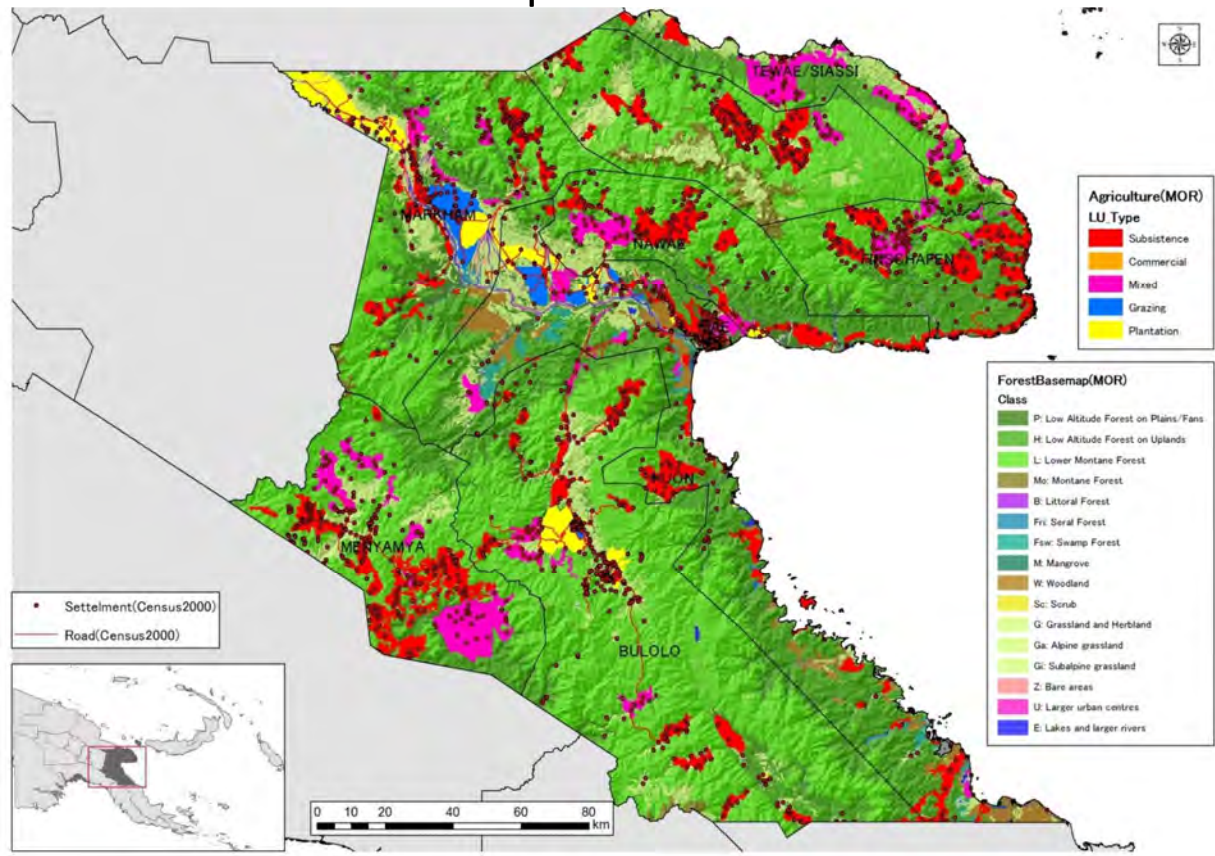 TEWAE/SIASSI
MARKHAM
NAWAE
FINSCHAFEN
HUON
MENYAMYA
BULOLO
Agriculture(MOR)
LU_Type
Subsistence
Commercial
Mixed
Grazing
Plantation
ForestBasemap(MOR)
Class
P: Low Altitude Forest on Plains/Fans
H: Low Altitude Forest on Uplands
L: Lower Montane Forest
Mo: Montane Forest
B: Littoral Forest
Fri: Seral Forest
Fsw: Swamp Forest
M: Mangrove
W: Woodland
Sc: Scrub
G: Grassland and Herbland
Ga: Alpine grassland
Gi: Subalpine grassland
Z: Bare areas
U: Larger urban centres
E: Lakes and larger rivers
Settelment(Census2000)
Road(Census2000)
0 10 20 40 60 80
km